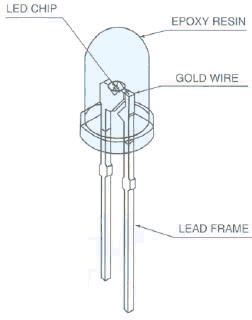 LED CHIP
EPOXY RESIN
GOLD WIRE
LEAD FRAME